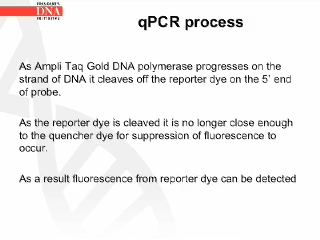 PRESIDENT'S
DNA
INITIATIVE
qPCR process
As Ampli Taq Gold DNA polymerase progresses on the
strand of DNA it cleaves off the reporter dye on the 5' end
of probe.
As the reporter dye is cleaved it is no longer close enough
to the quencher dye for suppression of fluorescence to
occur.
As a result fluorescence from reporter dye can be detected